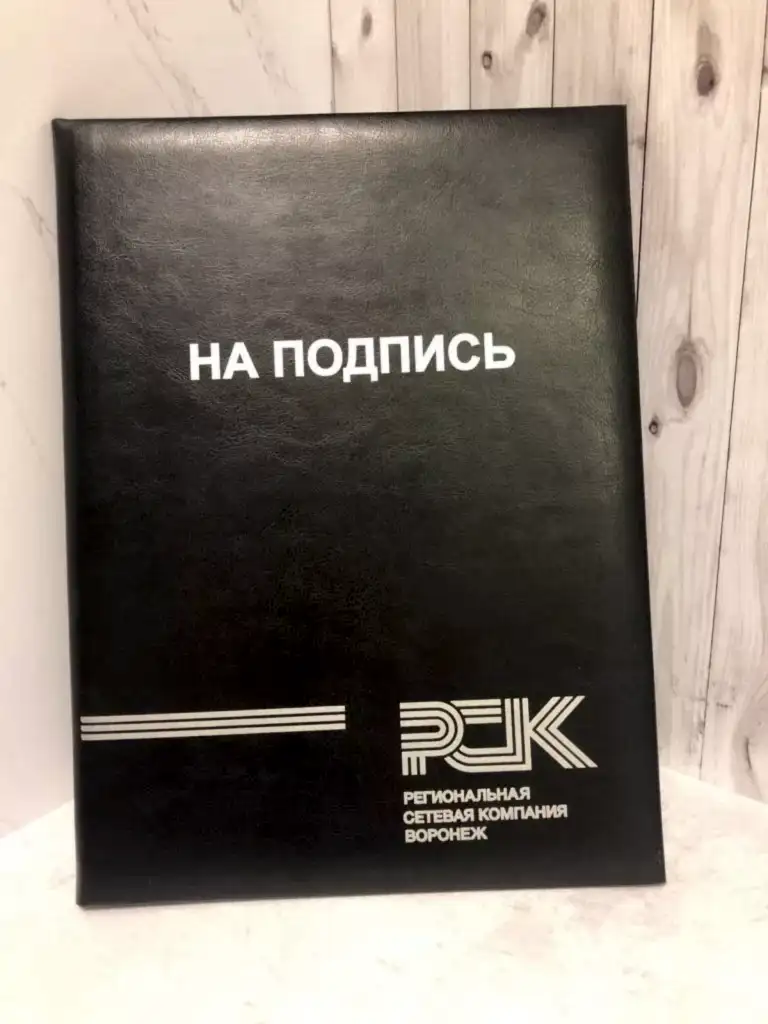 НА ПОДПИСЬ
РСК
РЕГИОНАЛЬНАЯ
СЕТЕВАЯ КОМПАНИЯ
ВОРОНЕЖ